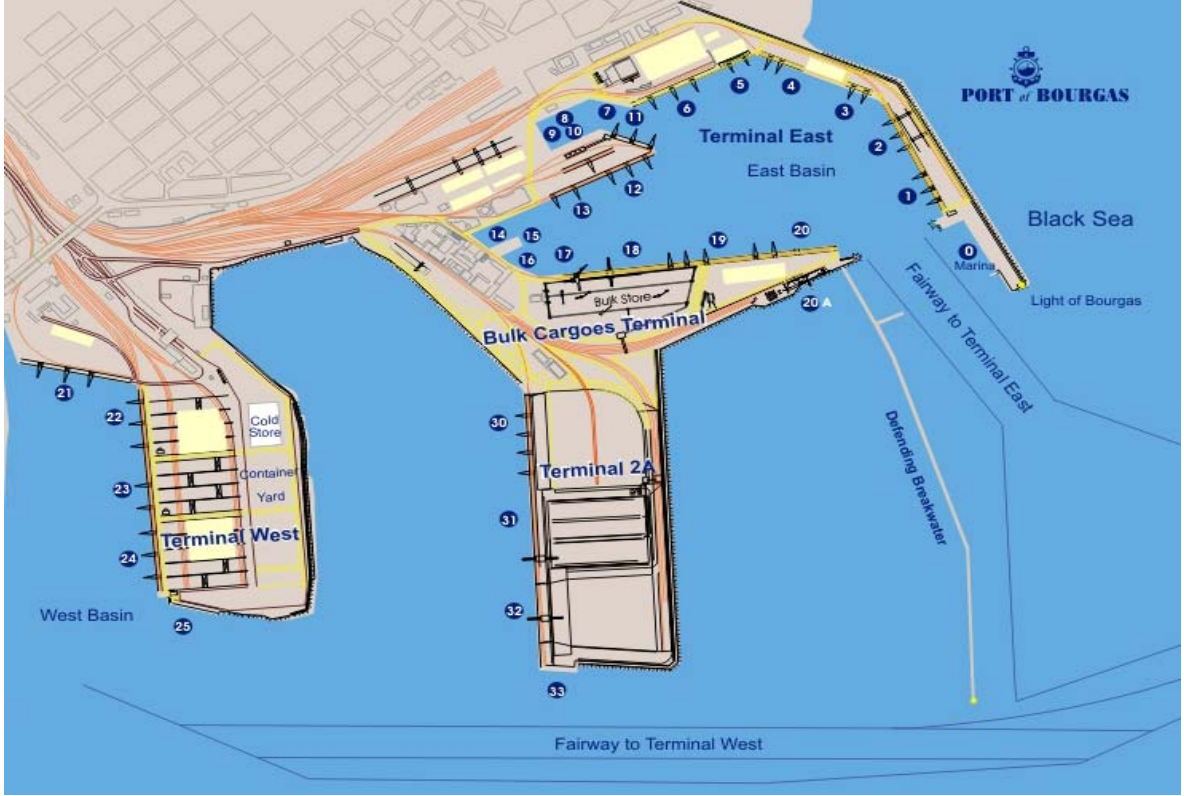 PORT of BOURGAS
5
4
3
8
7
11
6
9
10
Terminal East
2
East Basin
12
1
13
Black Sea
14
15
0
Marina
16
17
18
19
20
Fairway to Terminal East
Light of Bourgas
Bulk Store
20 A
Bulk Cargoes Terminal
21
22
Cold
Store
30
Defending Breakwater
Container
Yard
Terminal 2A
23
31
Terminal West
24
West Basin
25
32
33
Fairway to Terminal West